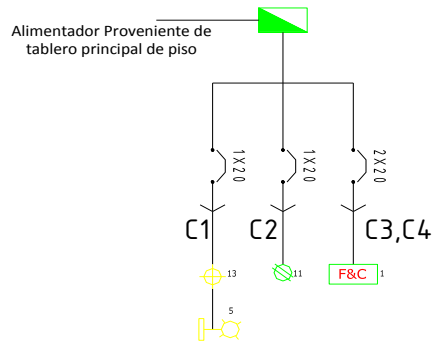 Alimentador Proveniente de
tablero principal de piso
1X20
1X20
2X20
C1
C2
C3,C4
13
11
F&C
1
5